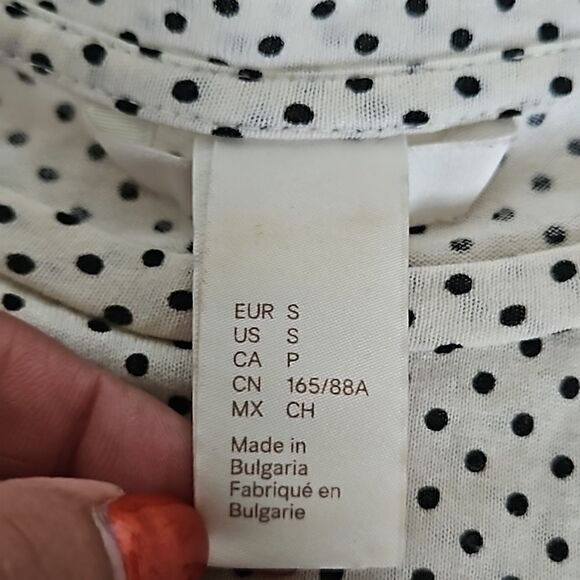 EUR S
US S
CA P
CN 165/88A
MX CH
Made in
Bulgaria
Fabriqué en
Bulgarie